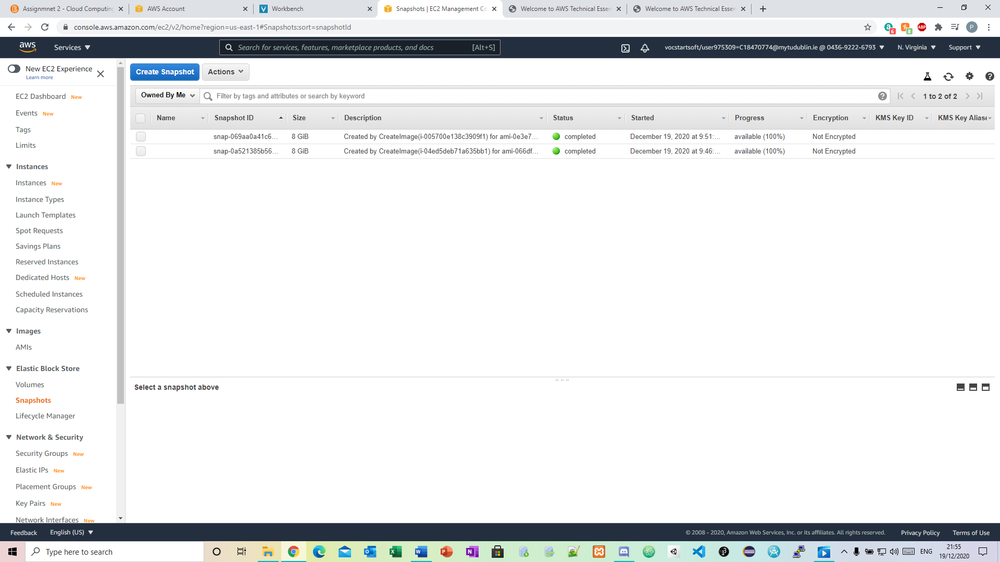 Assignmnet 2 - Cloud Computing
AWS Account
Workbench
Snapshots | EC2 Management Co
Welcome to AWS Technical Essen
Welcome to AWS Technical Essen
console.aws.amazon.com/ec2/v2/home?region=us-east-1#Snapshots:sort=snapshotId
aws
Services
Search for services, features, marketplace products, and docs [Alt+S]
vocstartsoft/user975309=C18470774@mytudublin.ie @ 0436-9222-6793
N. Virginia
Support
New EC2 Experience
Learn more
EC2 Dashboard New
Events New
Tags
Limits
Instances
Instances New
Instance Types
Launch Templates
Spot Requests
Savings Plans
Reserved Instances
Dedicated Hosts New
Scheduled Instances
Capacity Reservations
Images
AMIs
Elastic Block Store
Volumes
Snapshots
Lifecycle Manager
Network & Security
Security Groups New
Elastic IPs New
Placement Groups New
Key Pairs New
Network Interfaces New
Create Snapshot
Actions
Owned By Me
Filter by tags and attributes or search by keyword
1 to 2 of 2
Name Snapshot ID Size Description Status Started Progress Encryption KMS Key ID KMS Key Aliase
snap-069aa0a41c6... 8 GiB Created by CreateImage(i-005700e138c3909f1) for ami-0e3e7... completed December 19, 2020 at 9:51:... available (100%) Not Encrypted
snap-0a521385b56... 8 GiB Created by CreateImage(i-04ed5deb71a635bb1) for ami-066df... completed December 19, 2020 at 9:46:... available (100%) Not Encrypted
Select a snapshot above
Feedback
English (US)
© 2008 - 2020, Amazon Web Services, Inc. or its affiliates. All rights reserved.
Privacy Policy
Terms of Use
Type here to search
ENG
21:55
19/12/2020